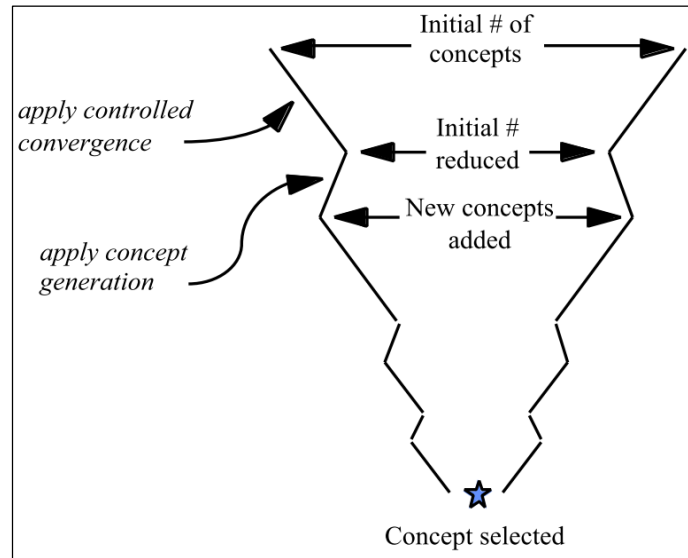 Initial # of
concepts
apply controlled
convergence
Initial #
reduced
New concepts
added
apply concept
generation
Concept selected